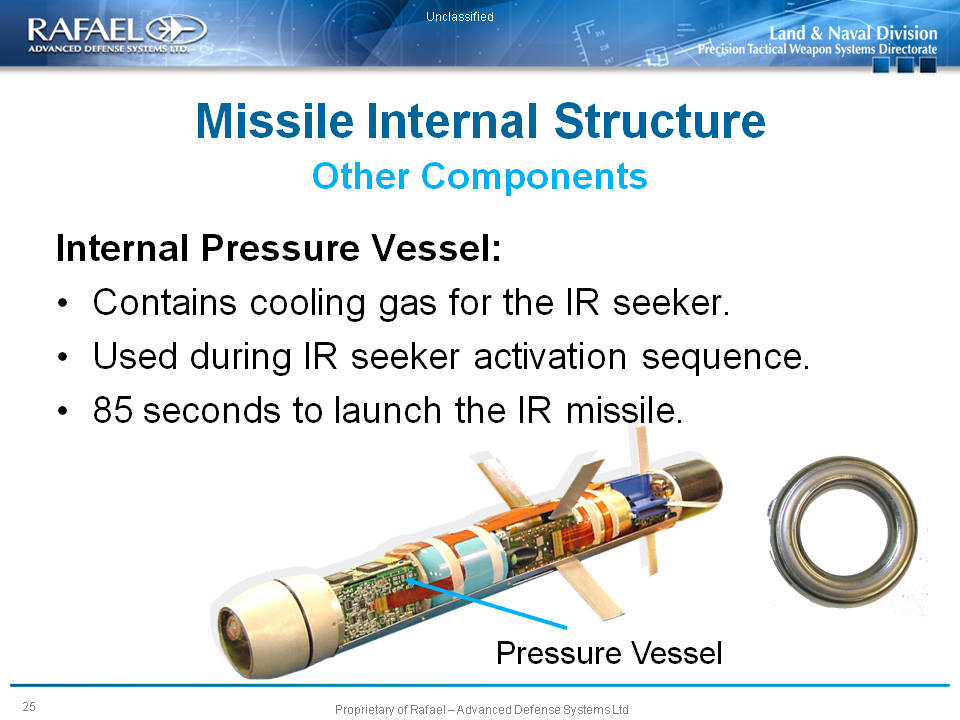 Unclassified
RAFAEL
ADVANCED DEFENSE SYSTEMS LTD.
Land & Naval Division
Precision Tactical Weapon Systems Directorate
Missile Internal Structure
Other Components
Internal Pressure Vessel:
• Contains cooling gas for the IR seeker.
• Used during IR seeker activation sequence.
• 85 seconds to launch the IR missile.
Pressure Vessel
25
Proprietary of Rafael – Advanced Defense Systems Ltd